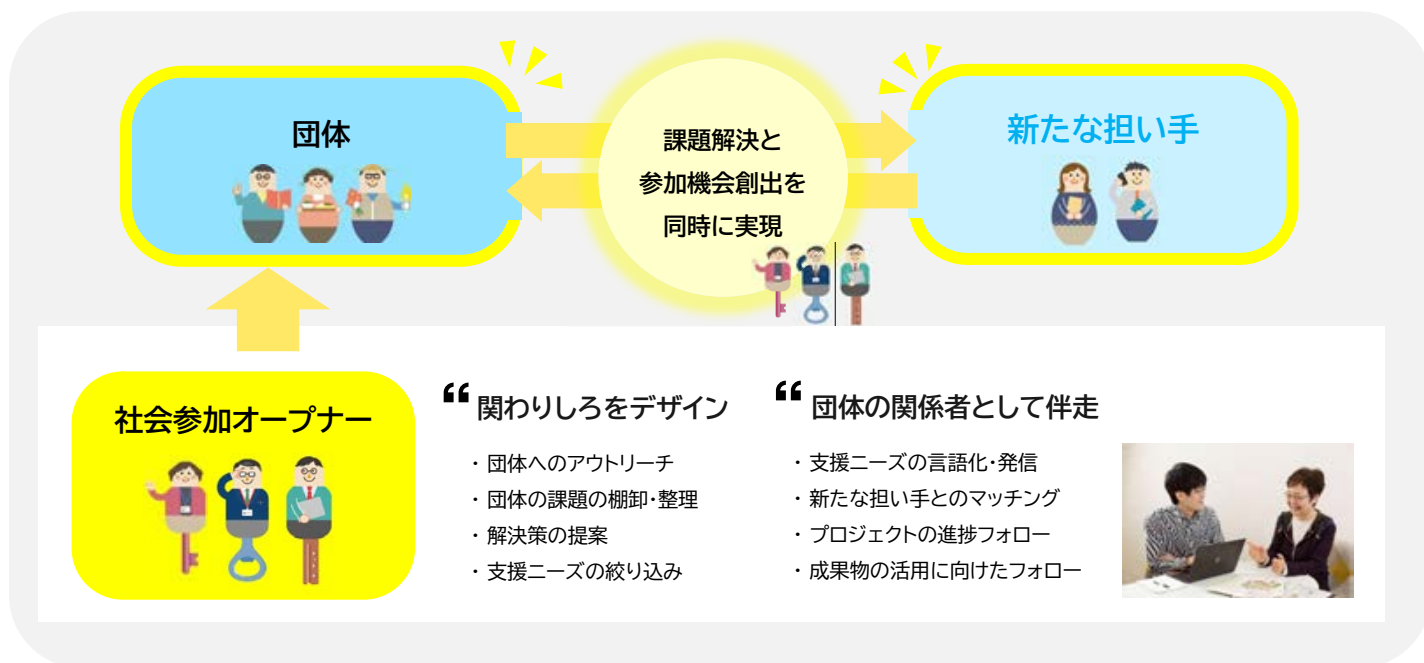 団体
課題解決と
参加機会創出を
同時に実現
新たな担い手
社会参加オープナー
“関わりしろをデザイン
・団体へのアウトリーチ
・団体の課題の棚卸・整理
・解決策の提案
・支援ニーズの絞り込み
“団体の関係者として伴走
・支援ニーズの言語化・発信
・新たな担い手とのマッチング
・プロジェクトの進捗フォロー
・成果物の活用に向けたフォロー